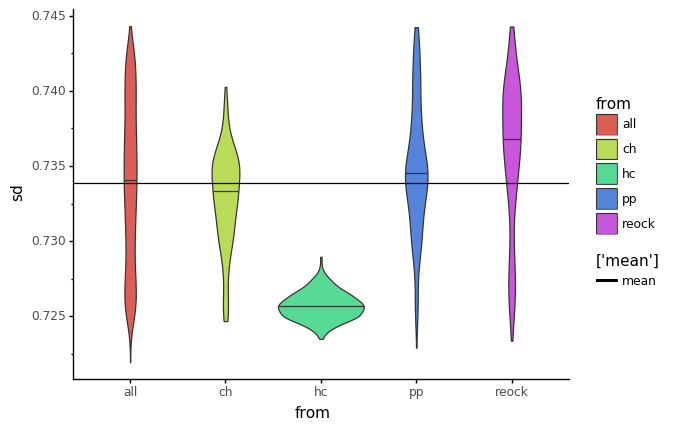 0.745
0.740
0.735
0.730
0.725
sd
all
ch
hc
pp
reock
from
from
all
ch
hc
pp
reock
['mean']
mean